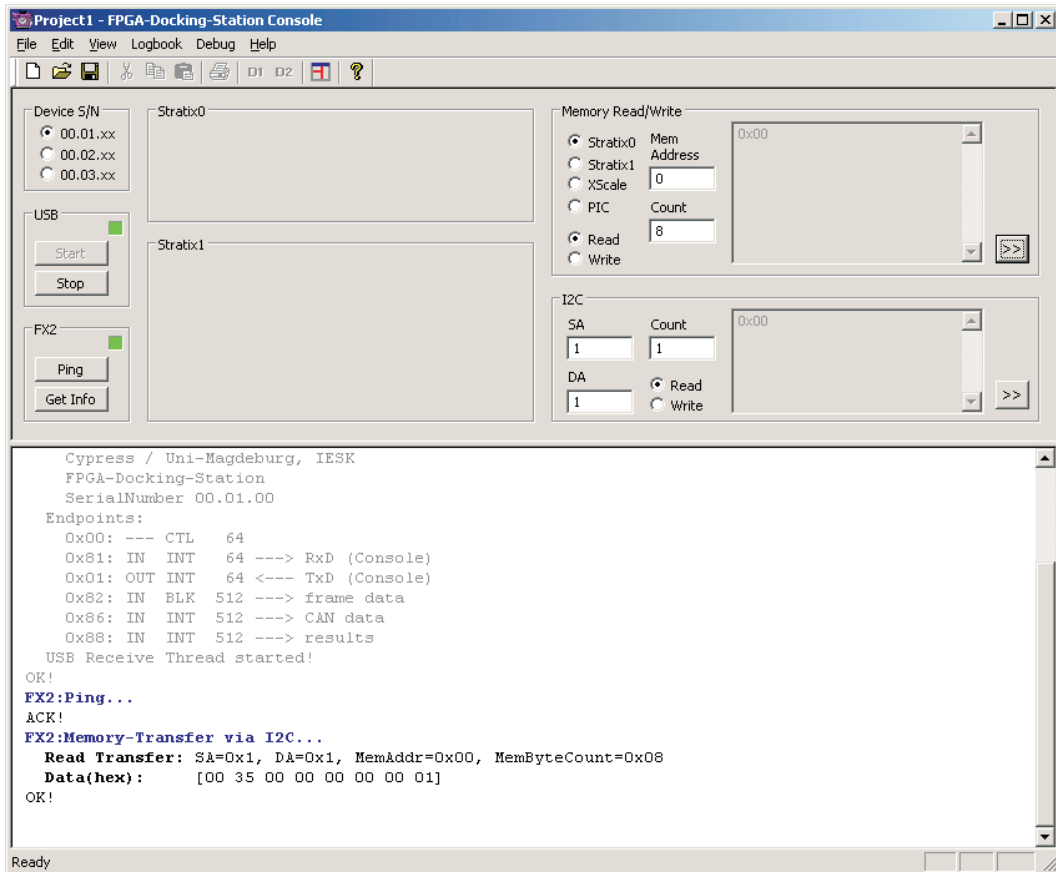 Project1 - FPGA-Docking-Station Console
File Edit View Logbook Debug Help
D1 D2
Device S/N
00.01.xx
00.02.xx
00.03.xx
USB
Start
Stop
FX2
Ping
Get Info
Stratix0
Stratix1
Memory Read/Write
Stratix0
Stratix1
XScale
PIC
Read
Write
Mem
Address
0
Count
8
0x00
>>
I2C
SA
1
Count
1
DA
1
Read
Write
0x00
>>
Cypress / Uni-Magdeburg, IESK
FPGA-Docking-Station
SerialNumber 00.01.00
Endpoints:
0x00: --- CTL   64
0x81: IN  INT   64 ---> RxD (Console)
0x01: OUT INT   64 <--- TxD (Console)
0x82: IN  BLK  512 ---> frame data
0x86: IN  INT  512 ---> CAN data
0x88: IN  INT  512 ---> results
USB Receive Thread started!
OK!
FX2:Ping...
ACK!
FX2:Memory-Transfer via I2C...
Read Transfer: SA=0x1, DA=0x1, MemAddr=0x00, MemByteCount=0x08
Data(hex):     [00 35 00 00 00 00 00 01]
OK!
Ready